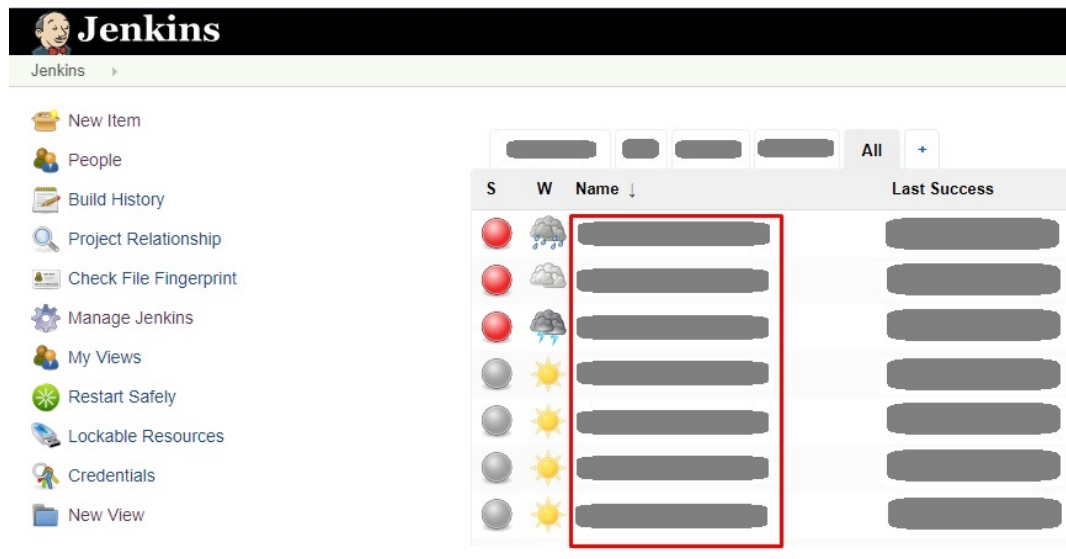 Jenkins
Jenkins
New Item
People
Build History
Project Relationship
Check File Fingerprint
Manage Jenkins
My Views
Restart Safely
Lockable Resources
Credentials
New View
All +
S W Name ↓ Last Success